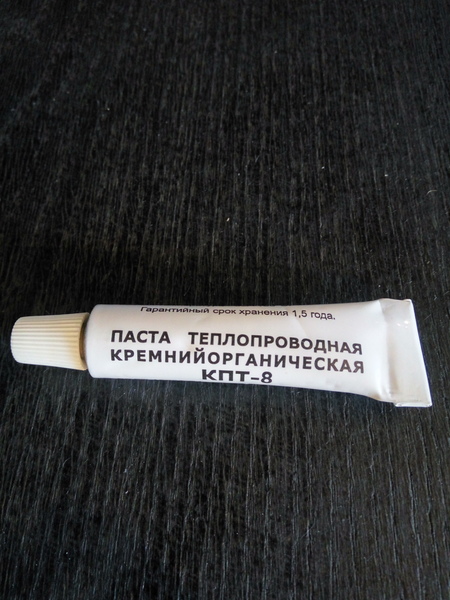 Гарантийный срок хранения 1,5 года.
ПАСТА ТЕПЛОПРОВОДНАЯ
КРЕМНИЙОРГАНИЧЕСКАЯ
КПТ-8